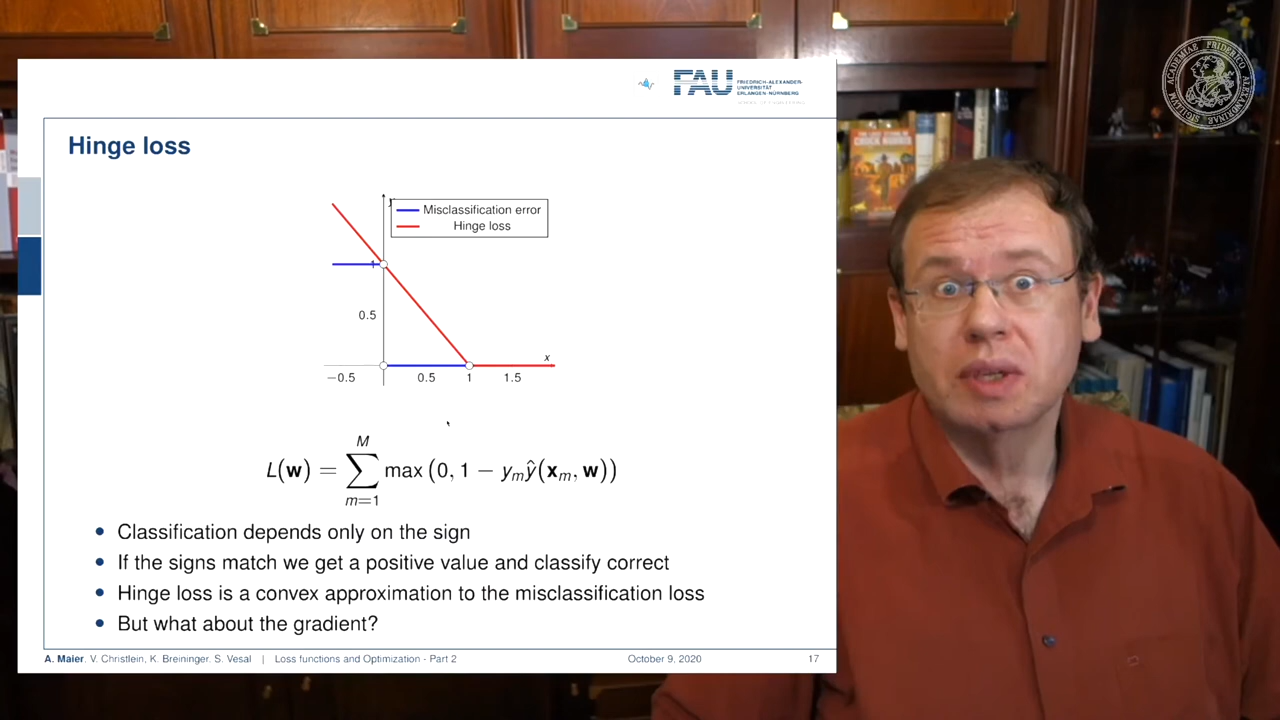 FAU
FRIEDRICH-ALEXANDER-
UNIVERSITÄT
ERLANGEN-NÜRNBERG
Hinge loss
y
Misclassification error
Hinge loss
1
0.5
x
−0.5
0.5
1
1.5
L(w) = ∑_{m=1}^{M} max (0, 1 − y_m ŷ(x_m, w))
• Classification depends only on the sign
• If the signs match we get a positive value and classify correct
• Hinge loss is a convex approximation to the misclassification loss
• But what about the gradient?
A. Maier, V. Christlein, K. Breininger, S. Vesal | Loss functions and Optimization - Part 2
October 9, 2020
17